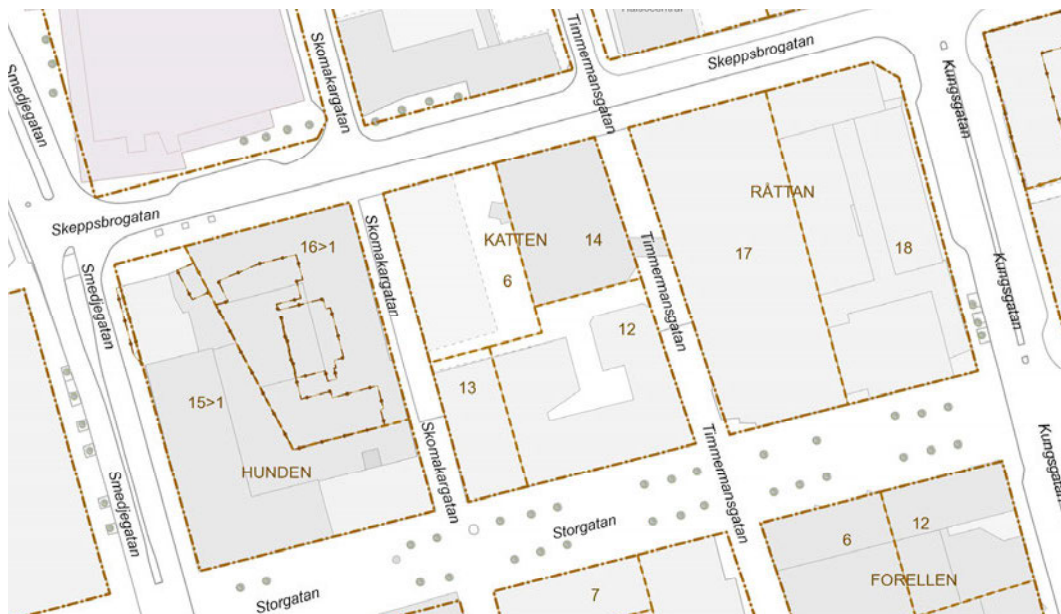 Timmermansgatan
Smedjegatan
Skomakargatan
Skeppsbrogatan
Kungsgatan
Skeppsbrogatan
16>1
Skomakargatan
KATTEN
14
6
Timmermansgatan
RÅTTAN
17
18
Smedjegatan
Kungsgatan
12
13
15>1
HUNDEN
Smedjegatan
Skomakargatan
Timmermansgatan
Kungsgatan
Storgatan
12
6
FORELLEN
7
Storgatan